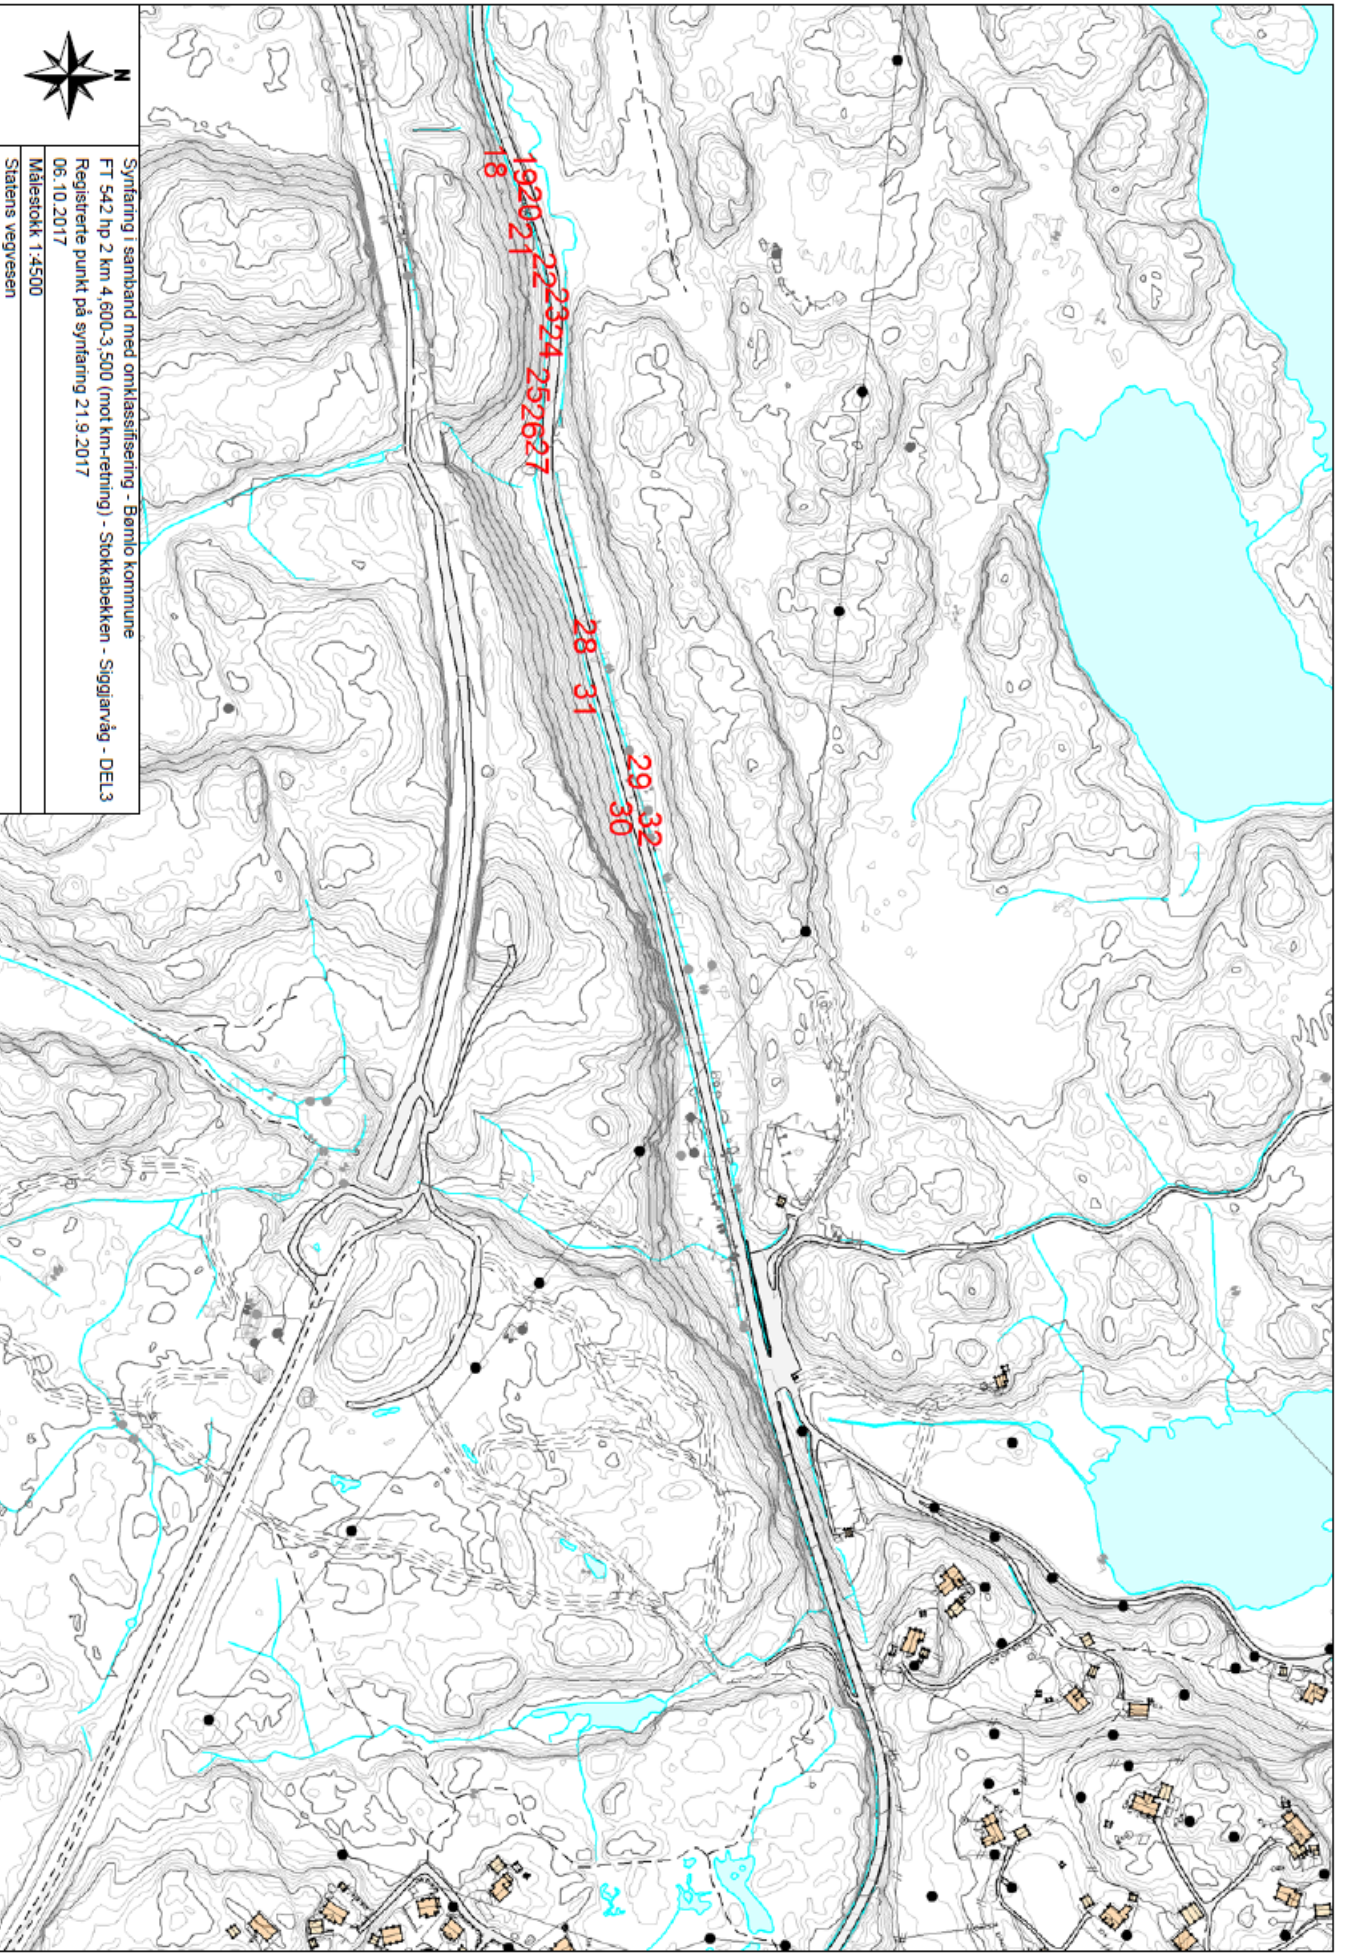 N
Synfaring i samband med omklassifisering - Bømlo kommune
FT 542 hp 2 km 4,600-3,500 (mot km-retning) - Stokkabekken - Siggjarvåg - DEL3
Registrerte punkt på synfaring 21.9.2017
06.10.2017
Målestokk 1:4500
Statens vegvesen
18
19
20
21
22
23
24
25
26
27
28
31
29
30
32